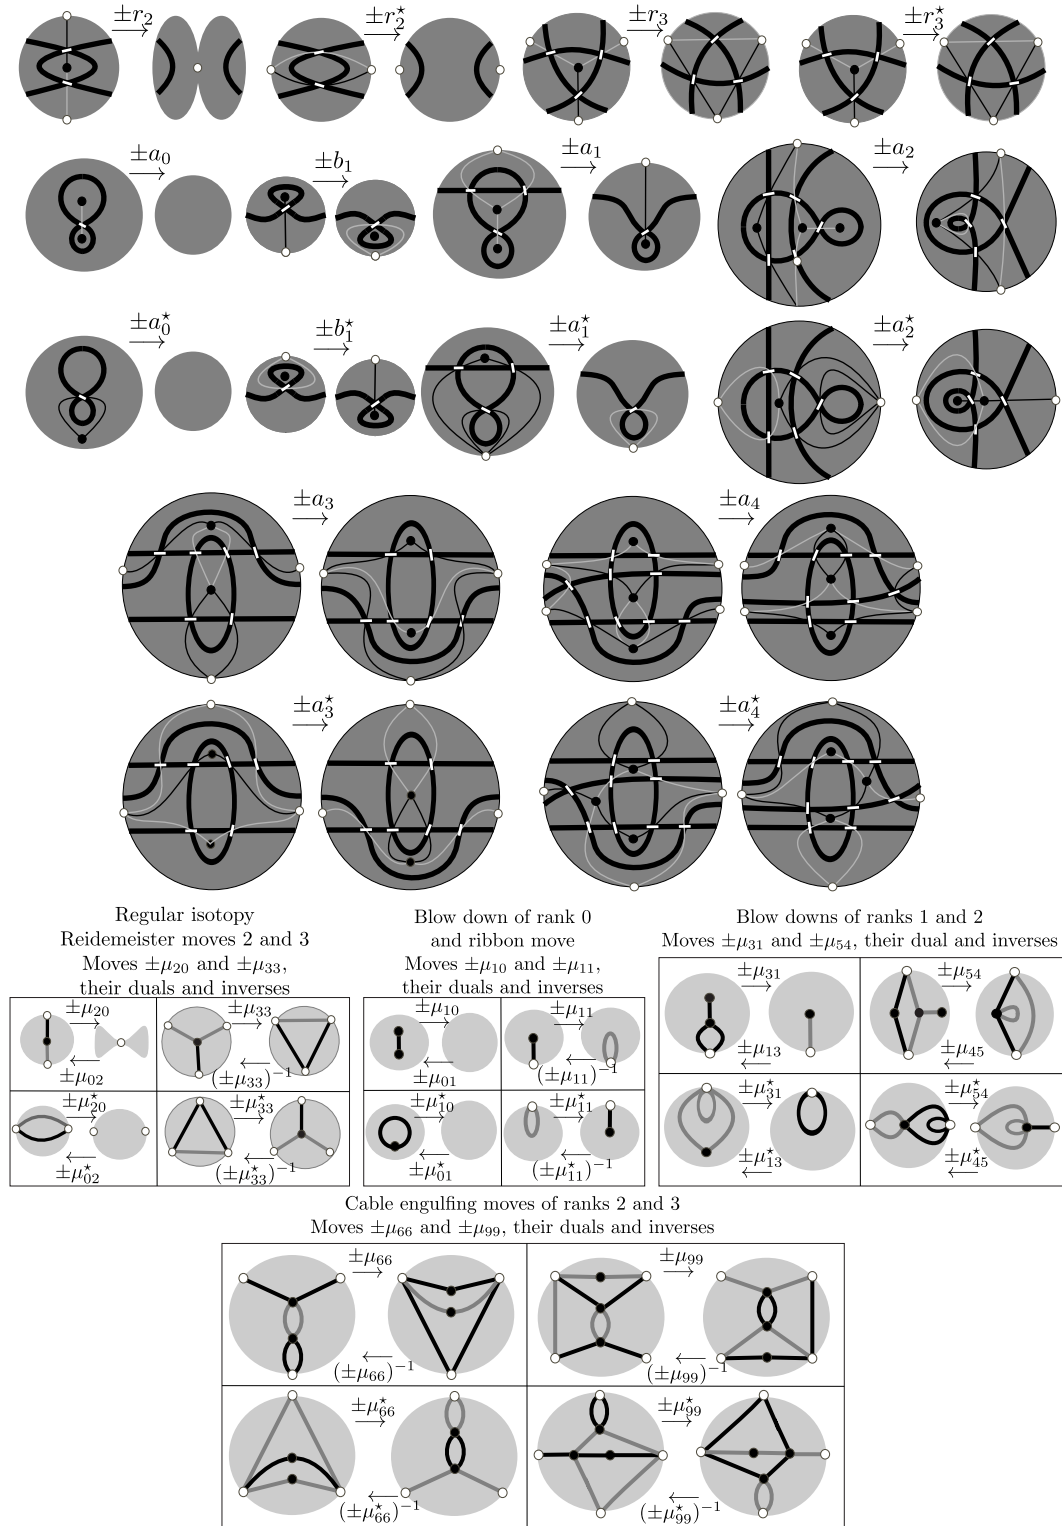 ±r₂ ±r₂⋆ ±r₃ ±r₃⋆
±a₀ ±b₁ ±a₁ ±a₂
±a₀⋆ ±b₁⋆ ±a₁⋆ ±a₂⋆
±a₃ ±a₄
±a₃⋆ ±a₄⋆
Regular isotopy
Reidemeister moves 2 and 3
Moves ±μ₂₀ and ±μ₃₃,
their duals and inverses
Blow down of rank 0
and ribbon move
Moves ±μ₁₀ and ±μ₁₁,
their duals and inverses
Blow downs of ranks 1 and 2
Moves ±μ₃₁ and ±μ₅₄, their dual and inverses
±μ₂₀ ±μ₃₃ ±μ₁₀ ±μ₁₁ ±μ₃₁ ±μ₅₄
±μ₀₂ (±μ₃₃)⁻¹ ±μ₀₁ (±μ₁₁)⁻¹ ±μ₁₃ ±μ₄₅
±μ₂₀⋆ ±μ₃₃⋆ ±μ₁₀⋆ ±μ₁₁⋆ ±μ₃₁⋆ ±μ₅₄⋆
±μ₀₂⋆ (±μ₃₃⋆)⁻¹ ±μ₀₁⋆ (±μ₁₁⋆)⁻¹ ±μ₁₃⋆ ±μ₄₅⋆
Cable engulfing moves of ranks 2 and 3
Moves ±μ₆₆ and ±μ₉₉, their duals and inverses
±μ₆₆ ±μ₉₉
(±μ₆₆)⁻¹ (±μ₉₉)⁻¹
±μ₆₆⋆ ±μ₉₉⋆
(±μ₆₆⋆)⁻¹ (±μ₉₉⋆)⁻¹